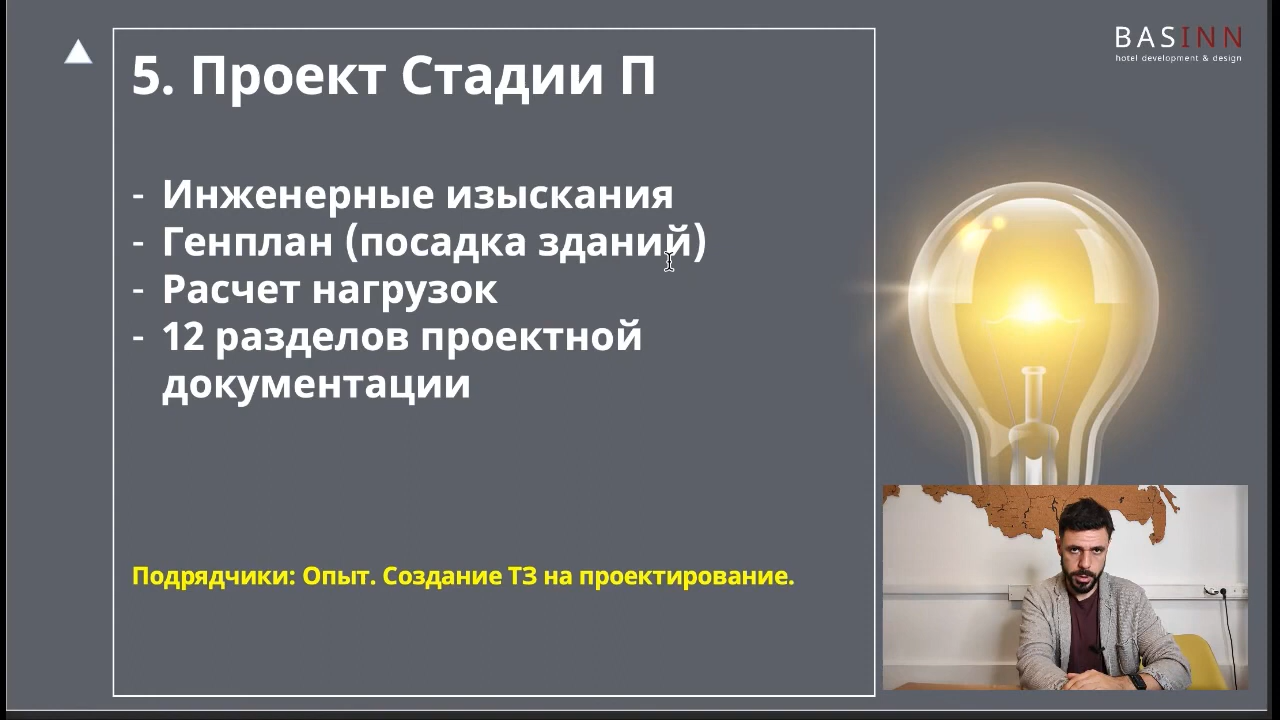 BASINN
hotel development & design
5. Проект Стадии П
- Инженерные изыскания
- Генплан (посадка зданий)
- Расчет нагрузок
- 12 разделов проектной
документации
Подрядчики: Опыт. Создание ТЗ на проектирование.